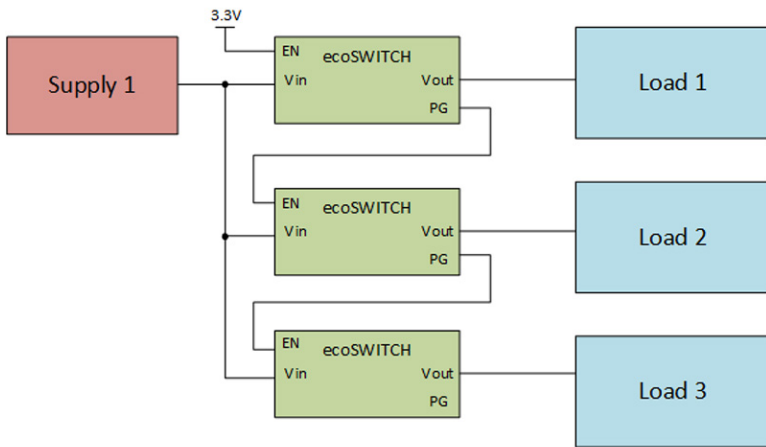 3.3V
EN
ecoSWITCH
Supply 1
Vin
Vout
Load 1
PG
EN
ecoSWITCH
Vin
Vout
Load 2
PG
EN
ecoSWITCH
Vin
Vout
Load 3
PG